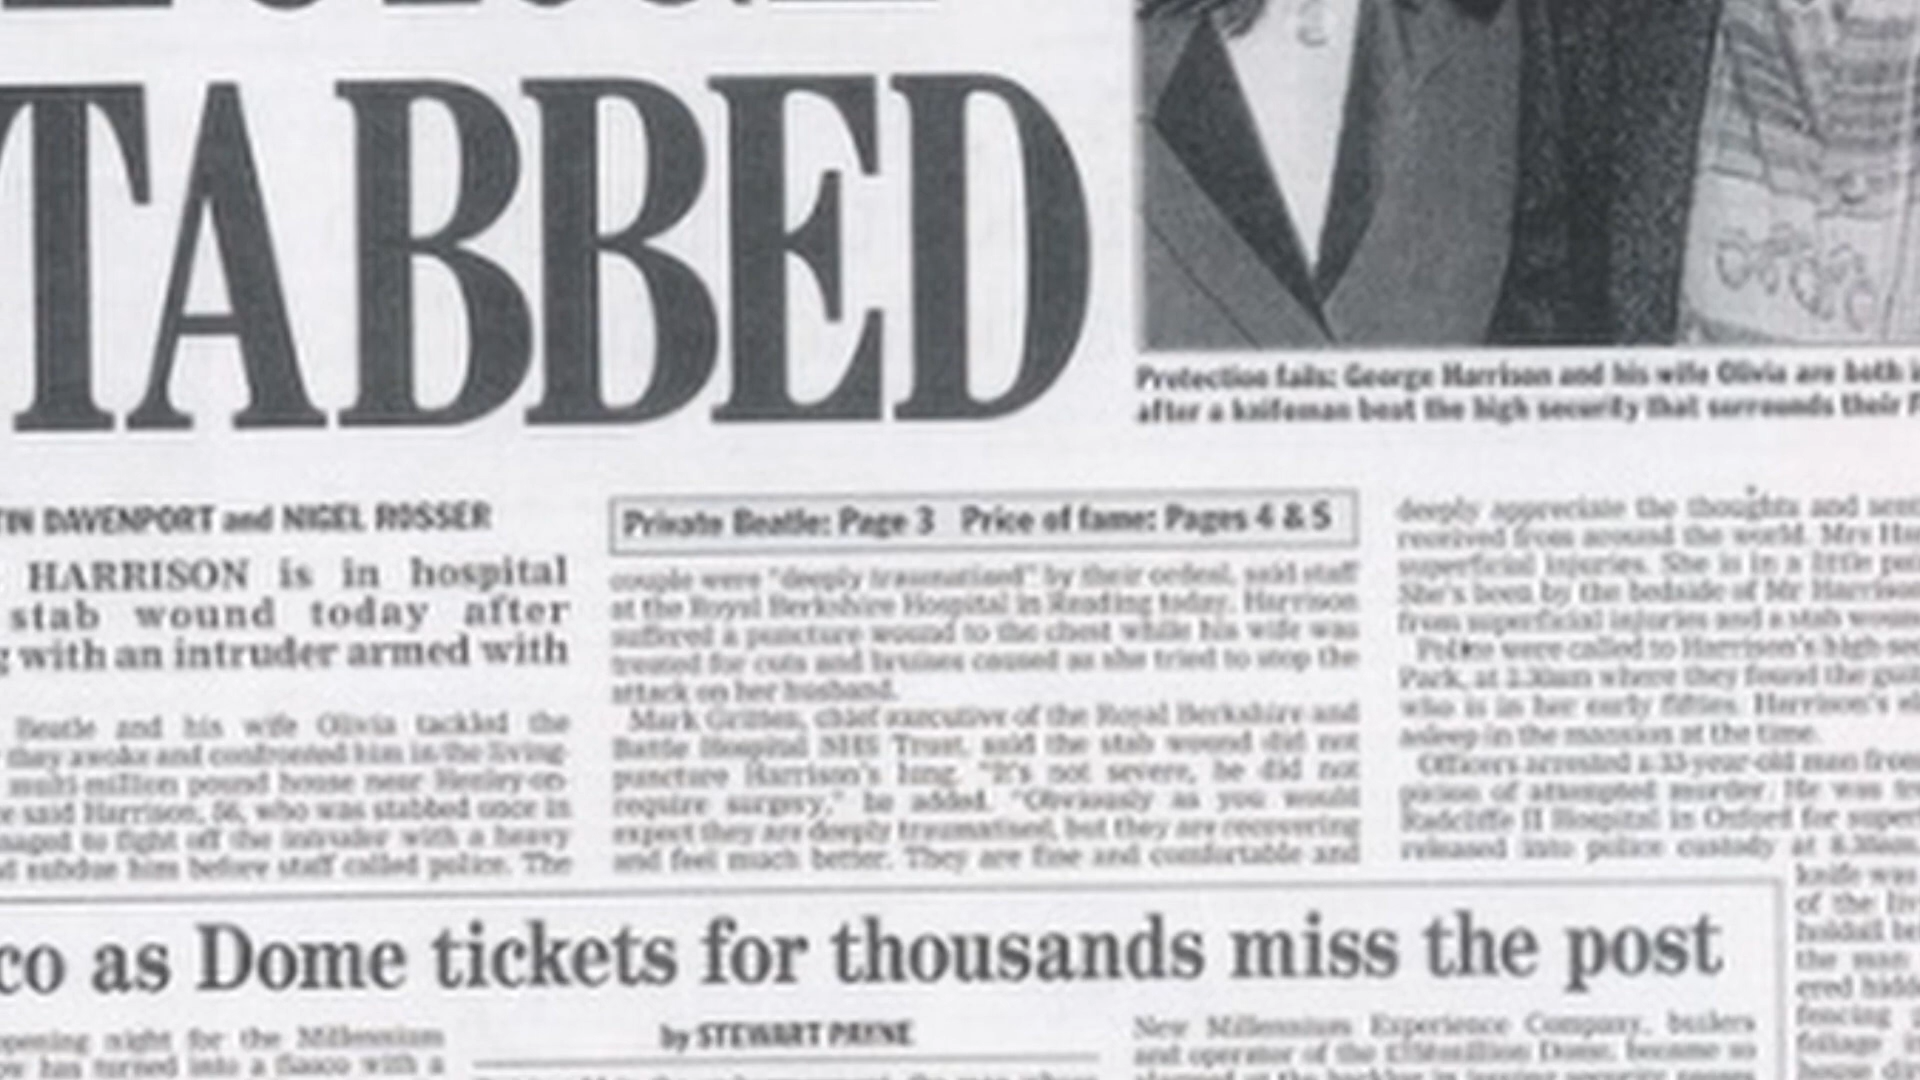 TABBED
Protection fails: George Harrison and his wife Olivia are both
after a knifeman beat the high security that surrounds their
DAVENPORT and NIGEL ROSSER
HARRISON is in hospital
stab wound today after
with an intruder armed with
Beatle and his wife Olivia tackled the
they awoke and confronted him in the living-
multi-million pound house near Henley-on-
said Harrison, 56, who was stabbed once in
to fight off the intruder with a heavy
subdue him before staff called police. The
Private Beatle: Page 3 Price of fame: Pages 4 & 5
couple were "deeply traumatised" by their ordeal, said staff
at the Royal Berkshire Hospital in Reading today. Harrison
suffered a puncture wound to the chest while his wife was
treated for cuts and bruises caused as she tried to stop the
attack on her husband.
Mark Gritten, chief executive of the Royal Berkshire and
Battle Hospital NHS Trust, said the stab wound did not
puncture Harrison's lung. "It's not severe, he did not
require surgery," he added. "Obviously as you would
expect they are deeply traumatised, but they are recovering
and feel much better. They are fine and comfortable and
deeply appreciate the thoughts and
received from around the world. Mrs
superficial injuries. She is in a little
She's been by the bedside of Mr Harrison
from superficial injuries and a stab
Police were called to Harrison's
Park, at 3.30am where they found the
who is in her early fifties. Harrison's
asleep in the mansion at the time.
Officers arrested a 33-year-old man from
of attempted murder. He was
Radcliffe II Hospital in Oxford for
released into police custody at 8.30am.
knife was
of the
the man
fencing
foliage
house
co as Dome tickets for thousands miss the post
night for the Millennium
has turned into a fiasco with a
by STEWART PAYNE
New Millennium Experience Company, builders
and operator of the Dome, became so